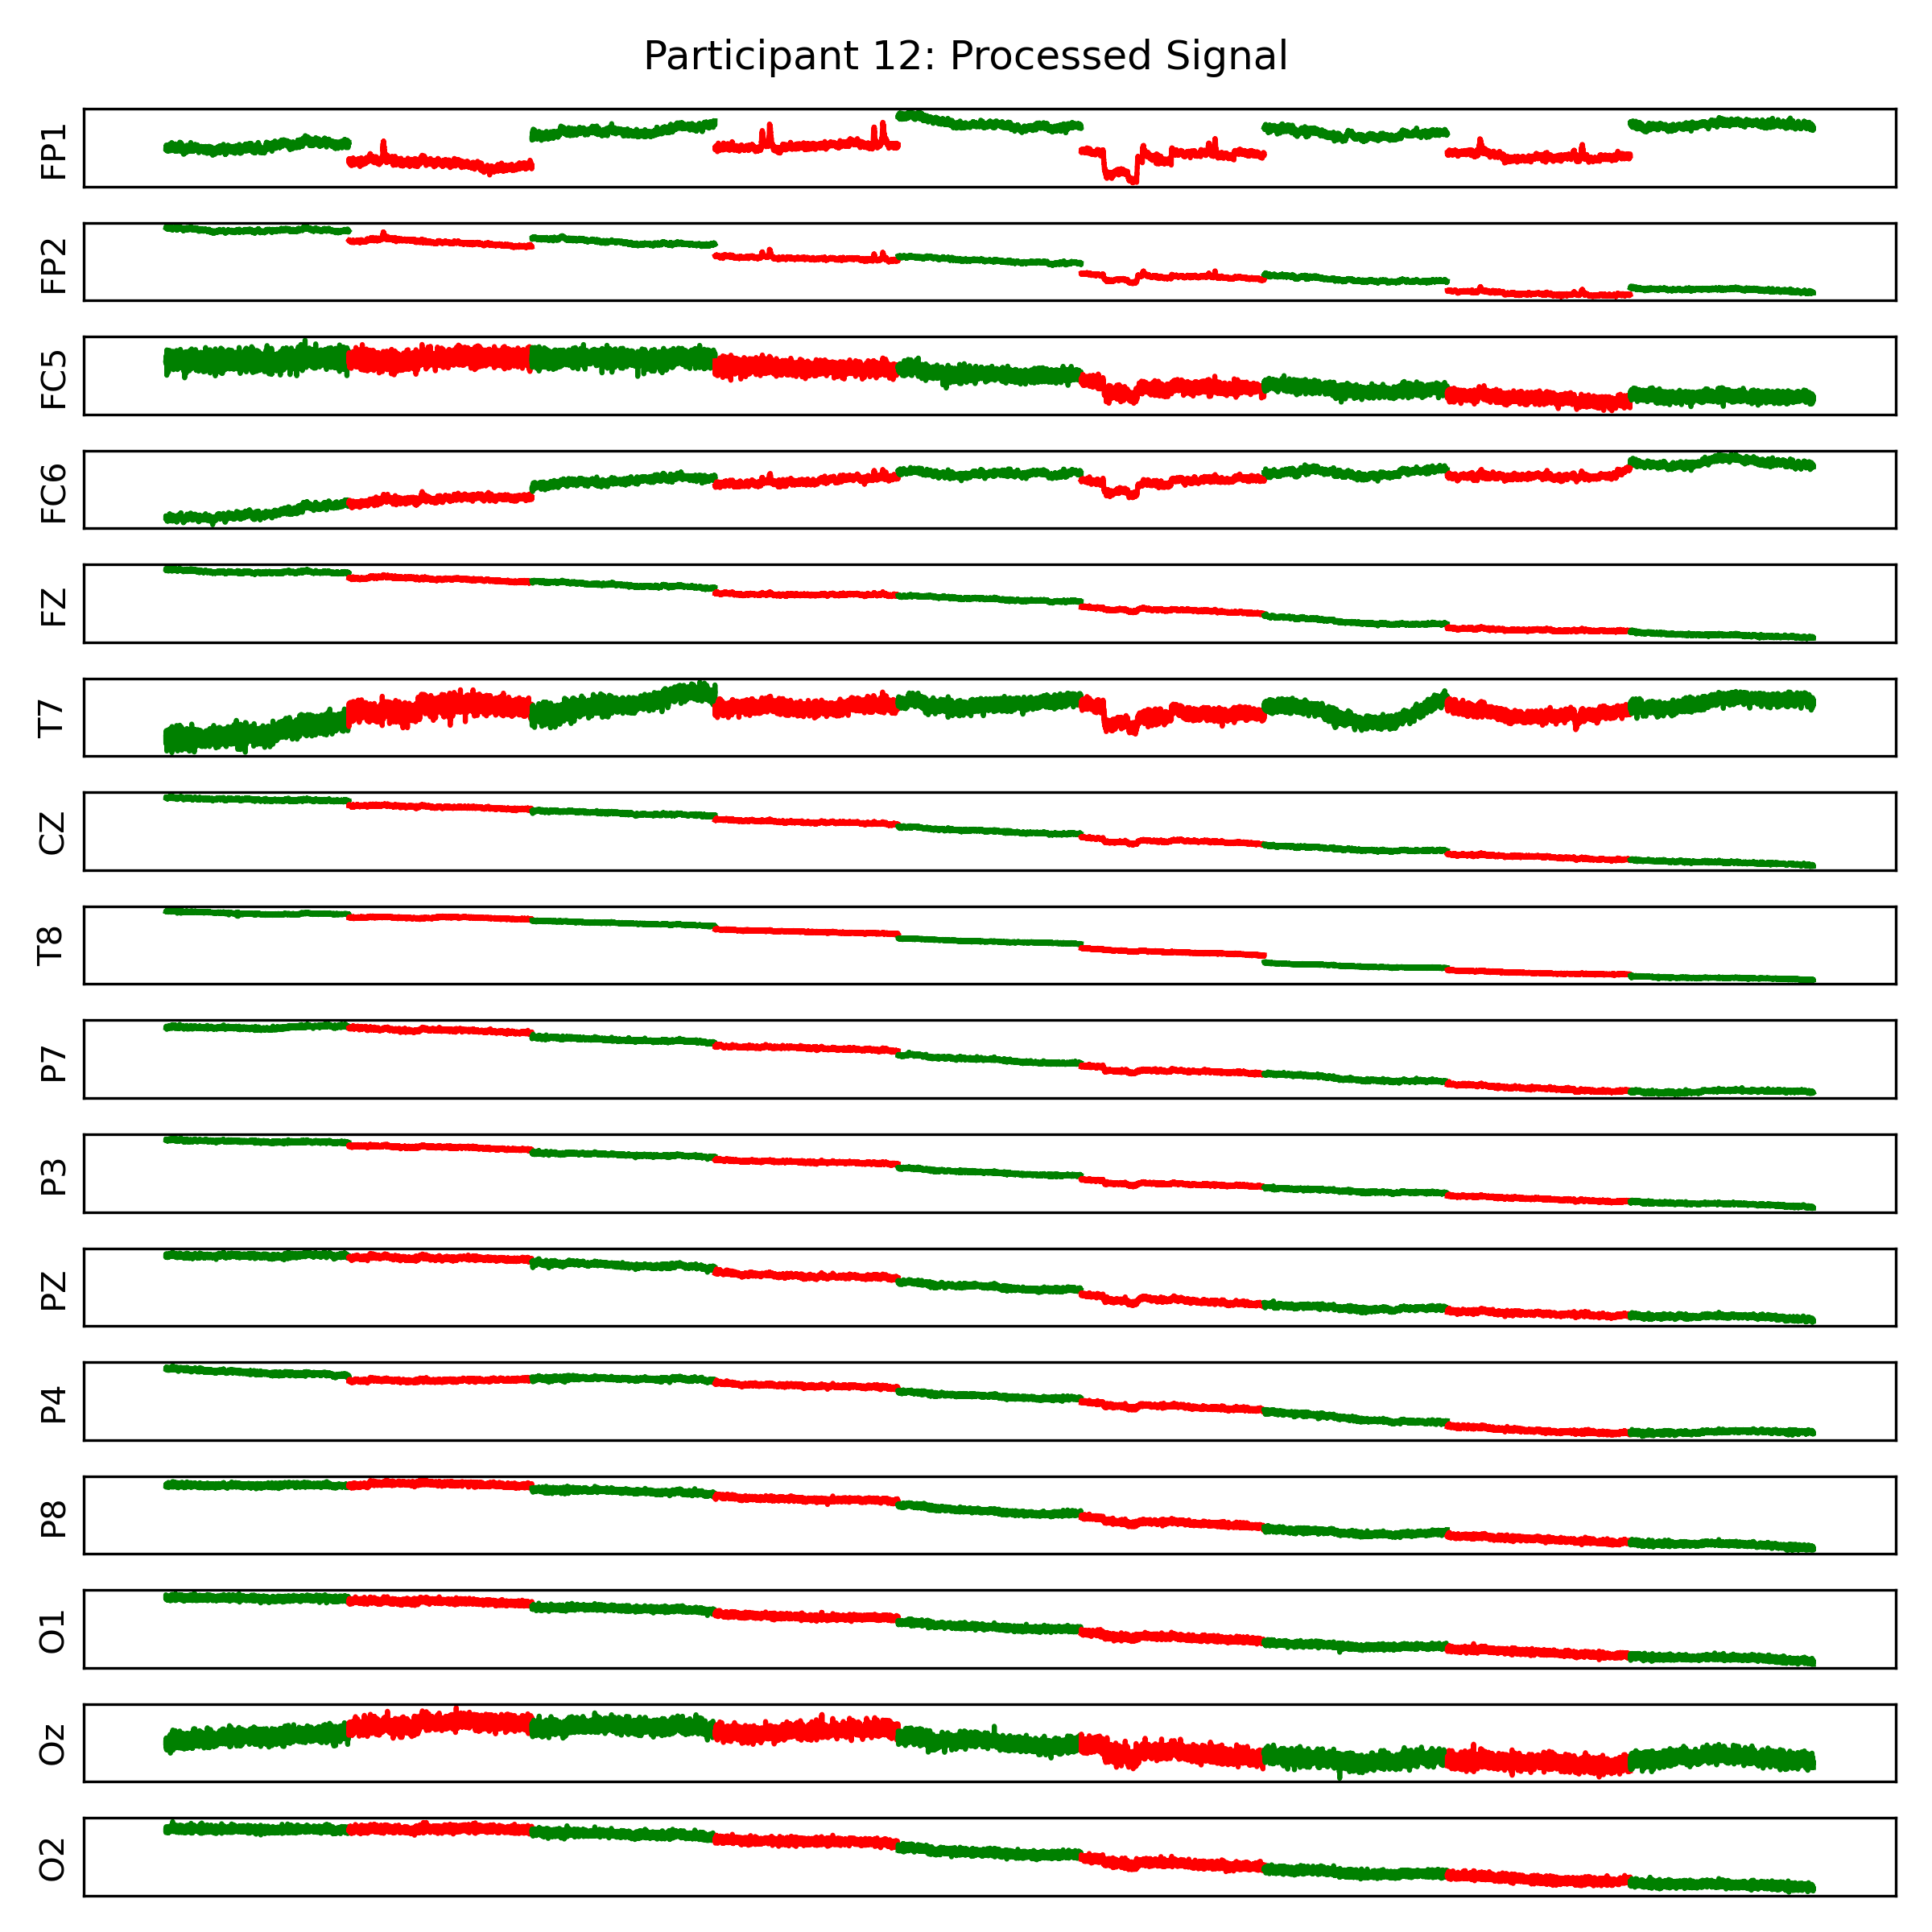 Participant 12: Processed Signal
FP1
FP2
FC5
FC6
FZ
T7
CZ
T8
P7
P3
PZ
P4
P8
O1
Oz
O2